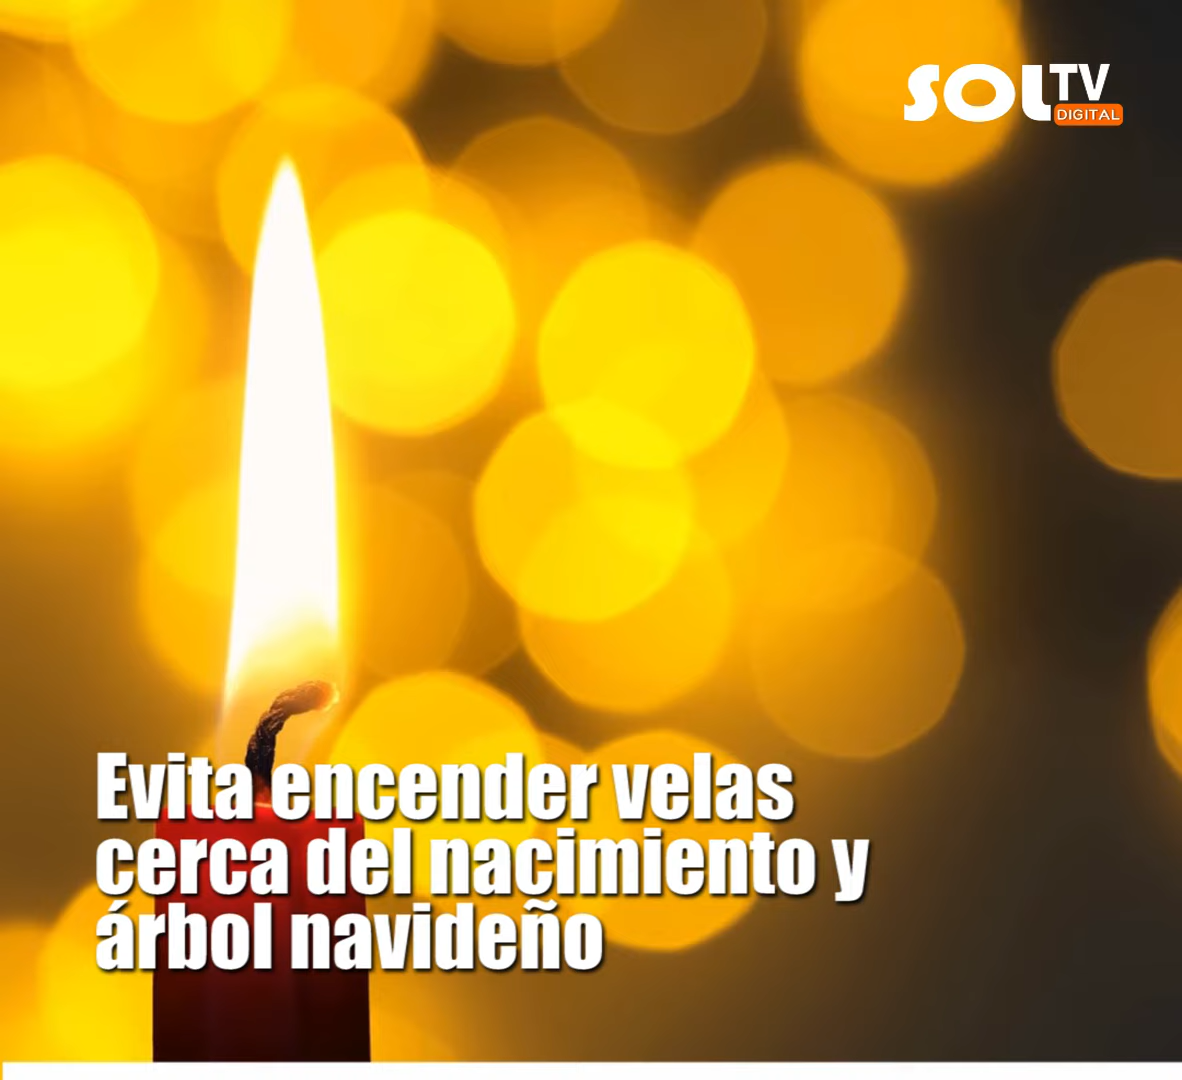 SOLTV
DIGITAL
Evita encender velas
cerca del nacimiento y
árbol navideño